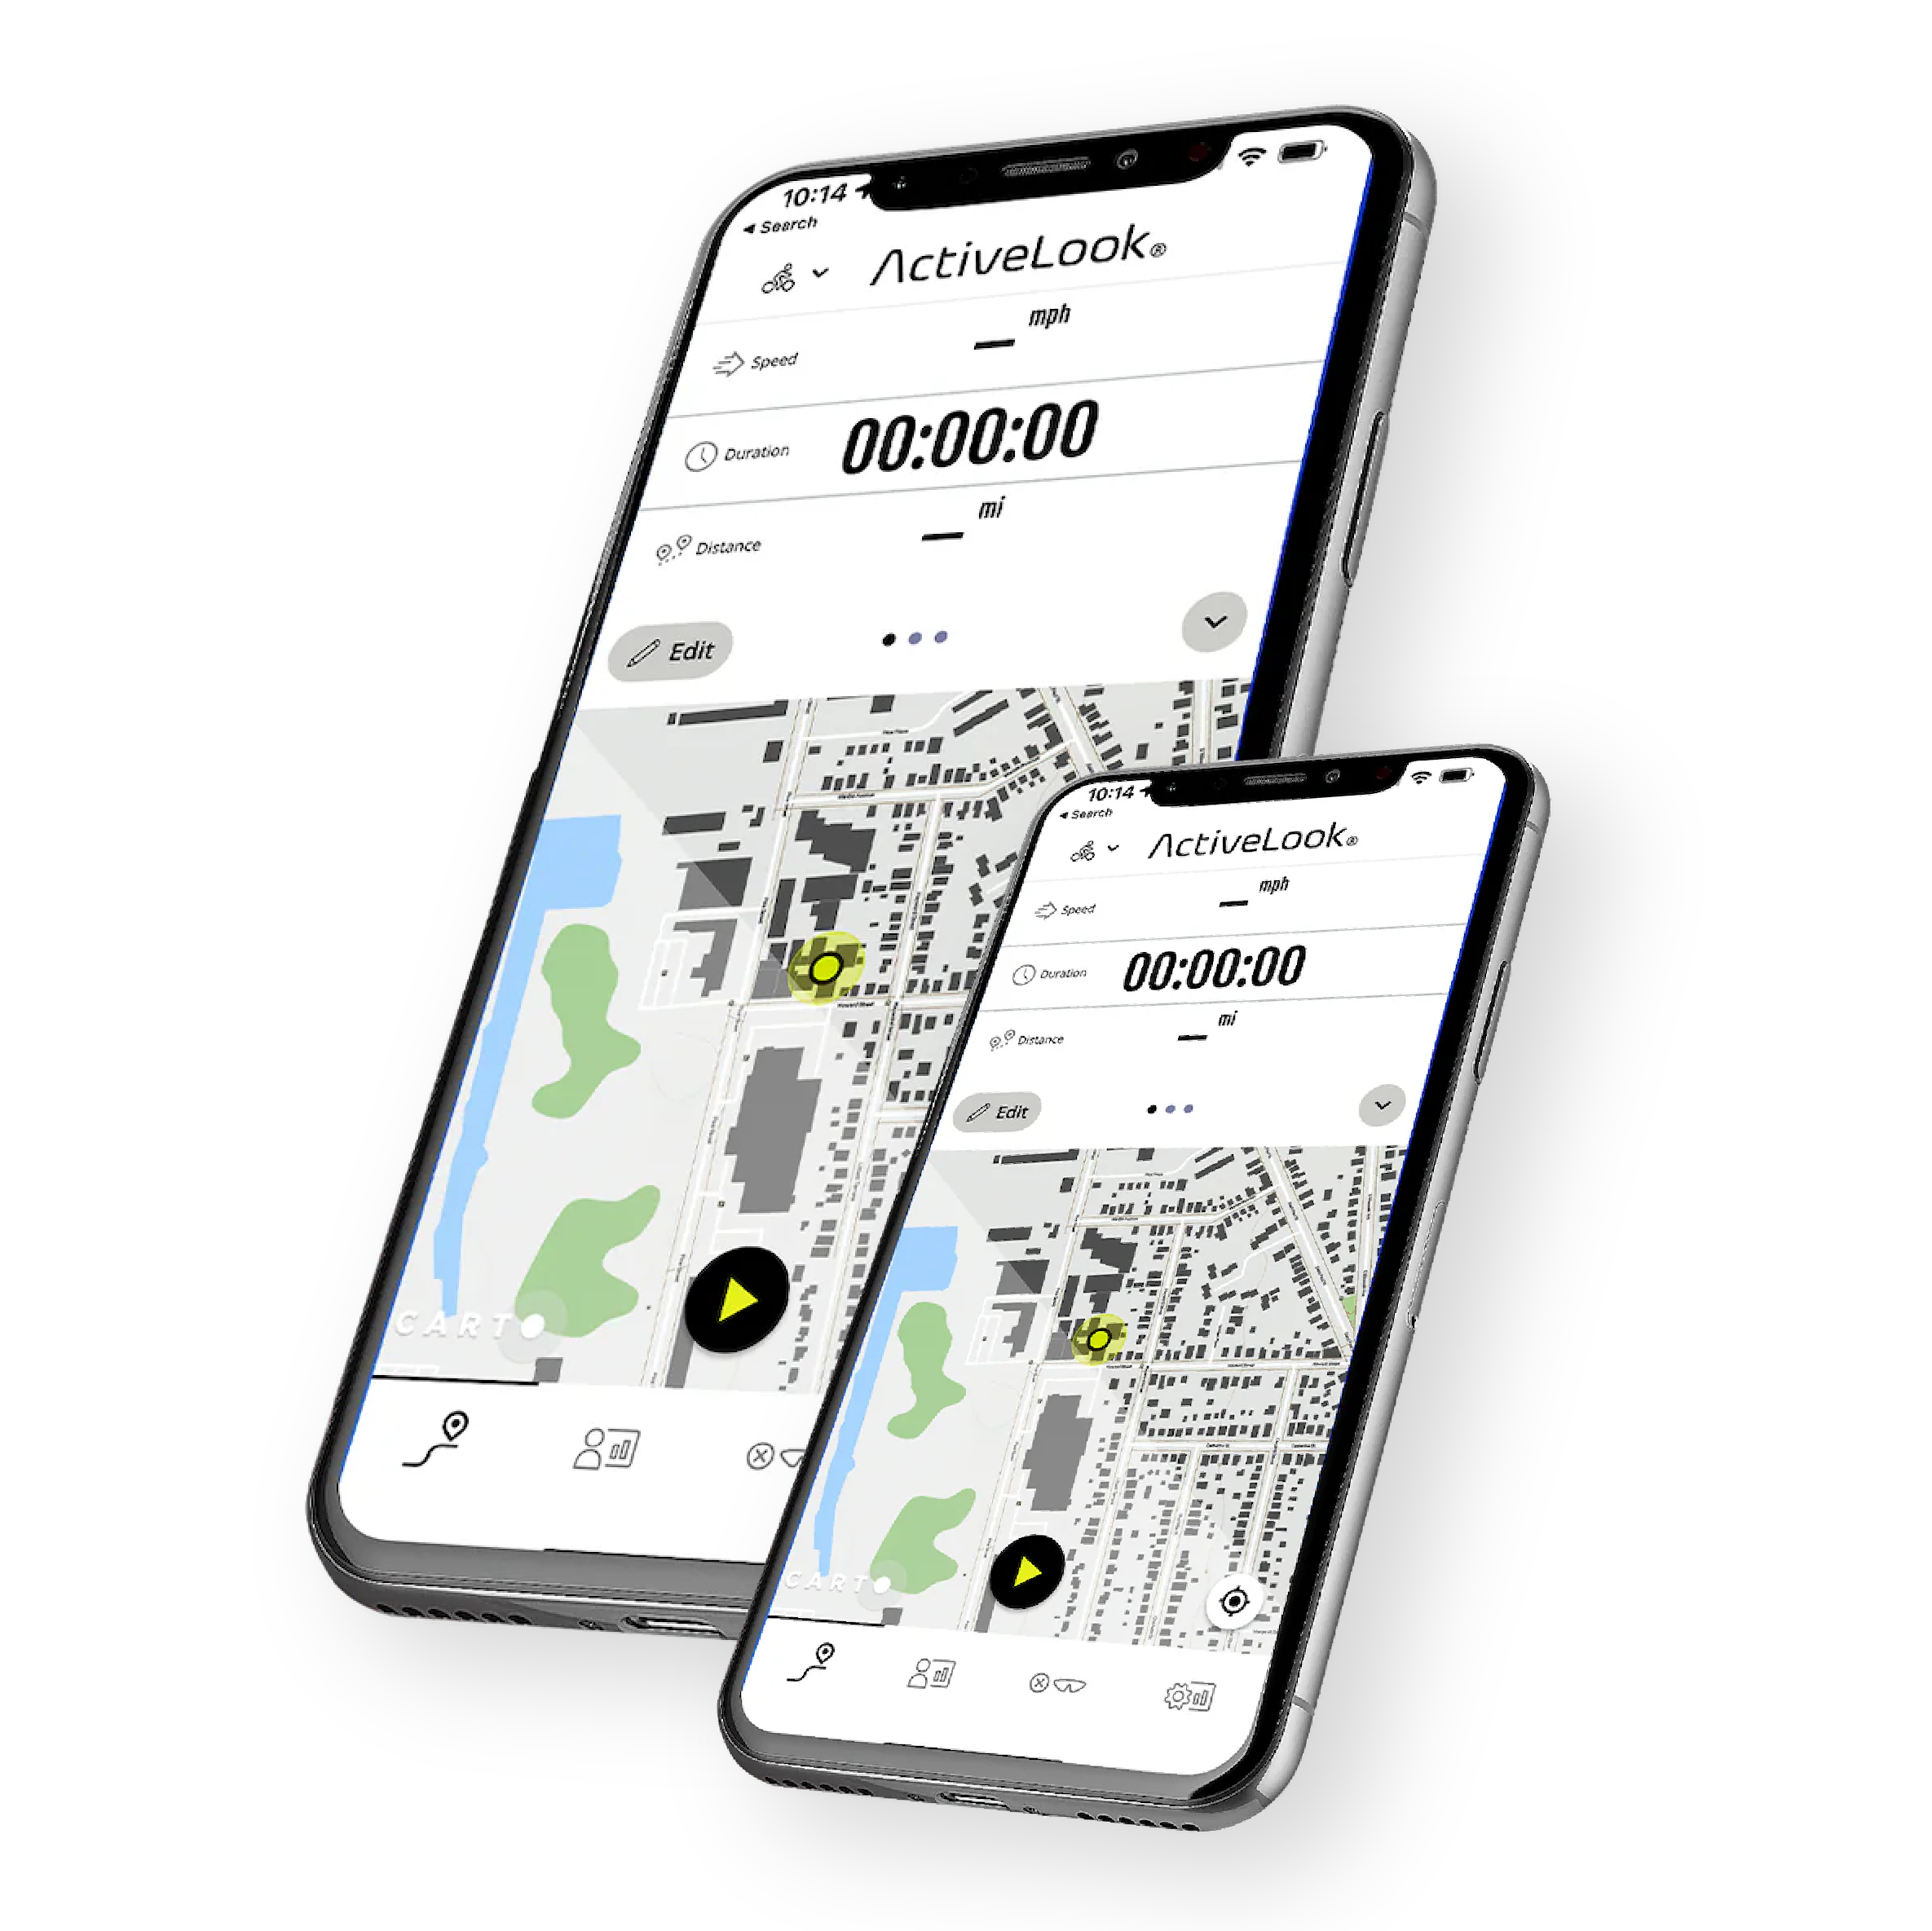 10:14
◀ Search
ActiveLook®
mph
Speed
—
Duration
00:00:00
mi
Distance
—
Edit
CARTO
10:14
◀ Search
ActiveLook®
mph
Speed
—
Duration
00:00:00
mi
Distance
—
Edit
CARTO